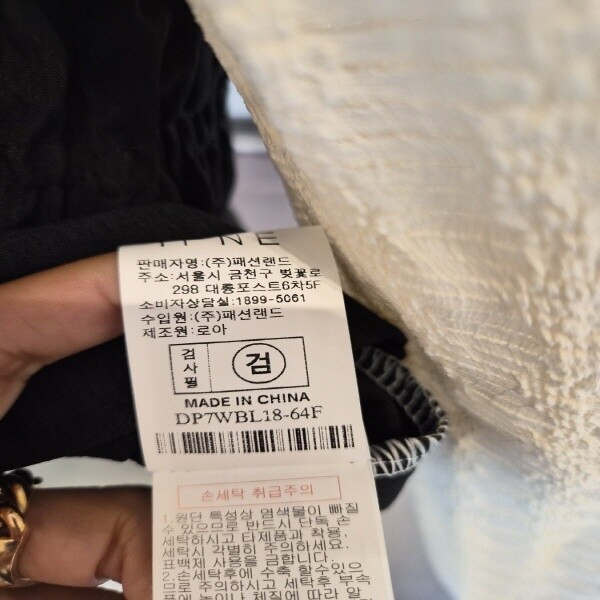 판매자명:(주)패션랜드
주소:서울시 금천구 벚꽃로
298 대륭포스트6차5F
소비자상담실:1899-5061
수입원:(주)패션랜드
제조원:로아
검사필
검
MADE IN CHINA
DP7WBL18-64F
손세탁 취급주의
1.원단 특성상 염색물이 빠질
수 있으므로 반드시 단독 손
세탁하시고 타제품과 착용,
세탁시 각별히 주의하세요.
표백제 사용을 금합니다.
2.손세탁후에 수축 할수있으
므로 주의하시고 세탁후 부속
체질에 따라 알